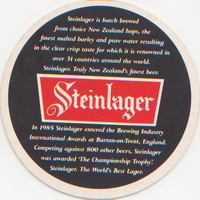 Steinlager is batch brewed
from choice New Zealand hops, the
finest malted barley and pure water resulting
in the clear crisp taste for which it is renowned in
over 31 countries around the world.
Steinlager. Truly New Zealand's finest beer.
Steinlager
In 1985 Steinlager entered the Brewing Industry
International Awards at Burton-on-Trent, England.
Competing against 800 other beers, Steinlager
was awarded 'The Championship Trophy'.
Steinlager. The World's Best Lager.